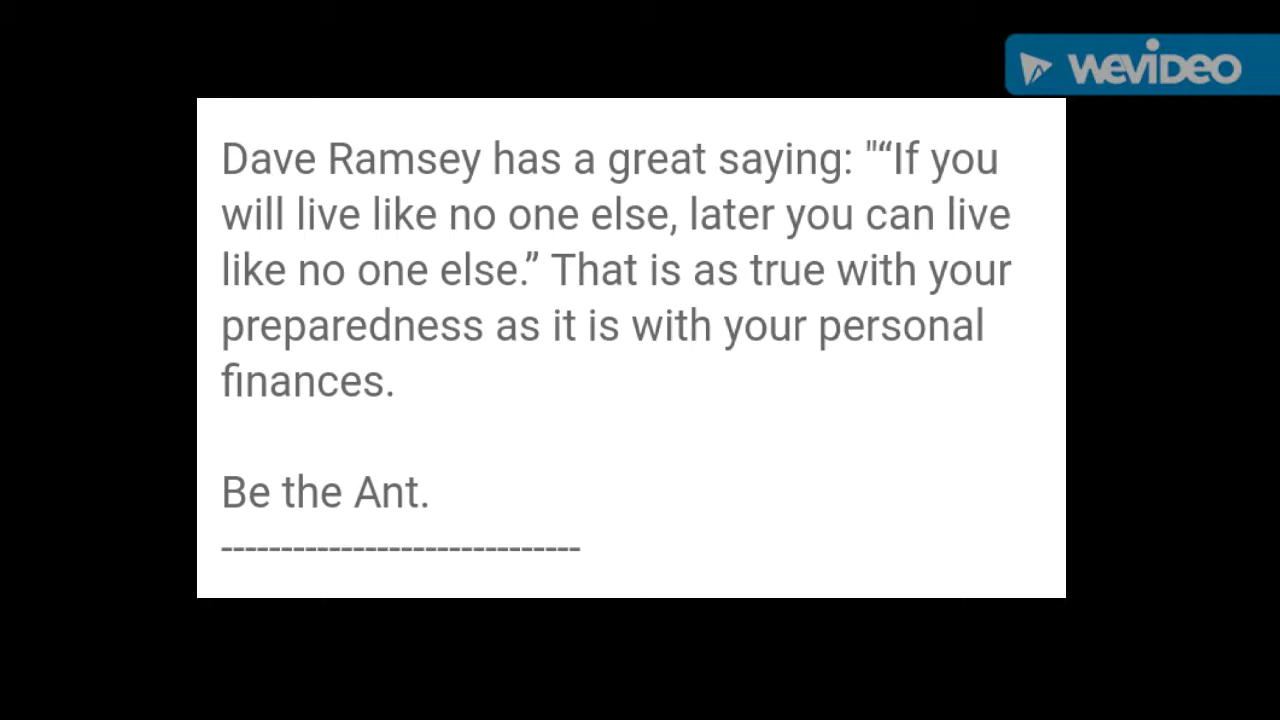 WEVIDEO
Dave Ramsey has a great saying: "“If you
will live like no one else, later you can live
like no one else.” That is as true with your
preparedness as it is with your personal
finances.
Be the Ant.
------------------------------